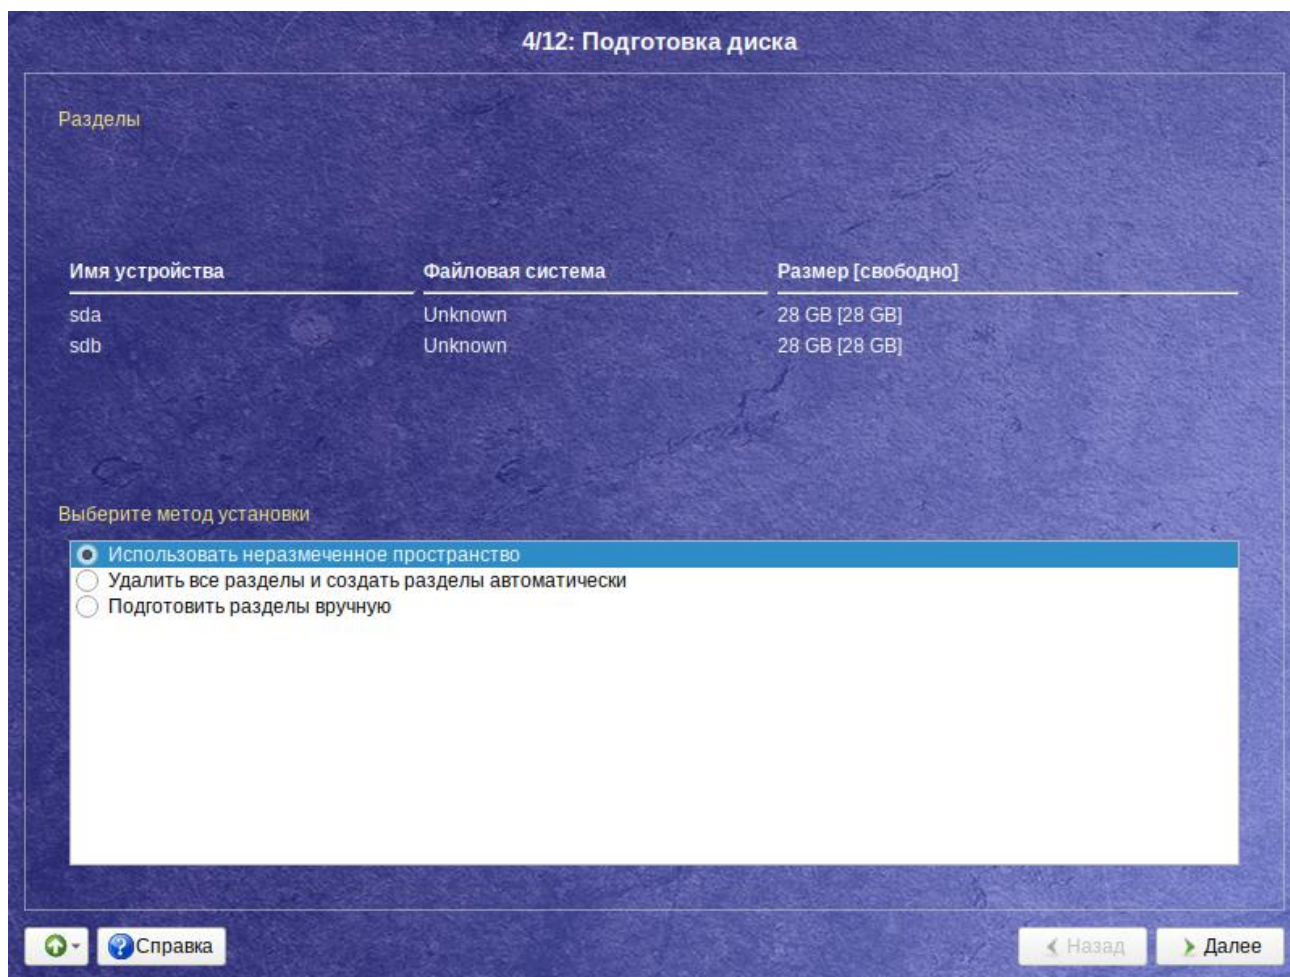 4/12: Подготовка диска
Разделы
Имя устройства Файловая система Размер [свободно]
sda Unknown 28 GB [28 GB]
sdb Unknown 28 GB [28 GB]
Выберите метод установки
Использовать неразмеченное пространство
Удалить все разделы и создать разделы автоматически
Подготовить разделы вручную
Справка Назад Далее